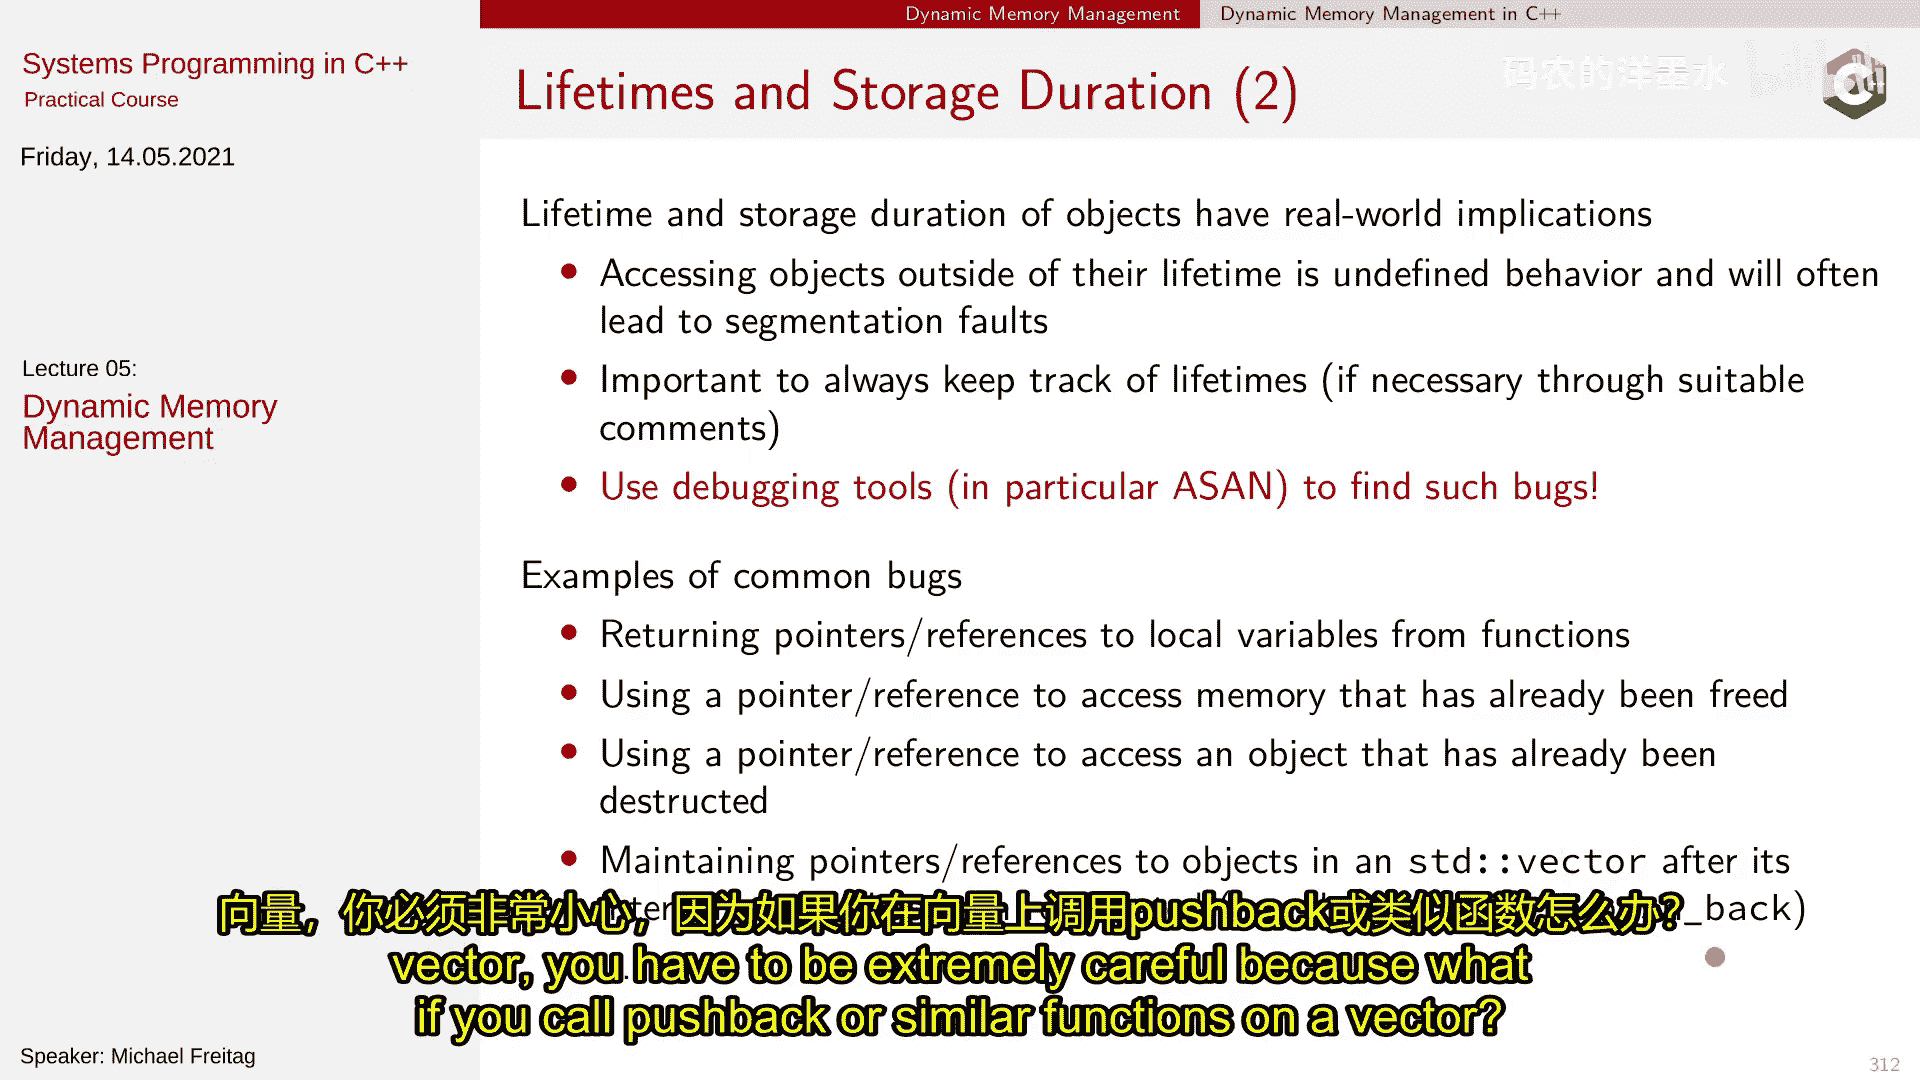 Dynamic Memory Management
Dynamic Memory Management in C++
Systems Programming in C++
Practical Course
Friday, 14.05.2021
Lecture 05:
Dynamic Memory
Management
Speaker: Michael Freitag
Lifetimes and Storage Duration (2)
码农的洋墨水
Lifetime and storage duration of objects have real-world implications
• Accessing objects outside of their lifetime is undefined behavior and will often
lead to segmentation faults
• Important to always keep track of lifetimes (if necessary through suitable
comments)
• Use debugging tools (in particular ASAN) to find such bugs!
Examples of common bugs
• Returning pointers/references to local variables from functions
• Using a pointer/reference to access memory that has already been freed
• Using a pointer/reference to access an object that has already been
destructed
• Maintaining pointers/references to objects in an std::vector after its
_back)
向量，你必须非常小心，因为如果你在向量上调用pushback或类似函数怎么办？
vector, you have to be extremely careful because what
if you call pushback or similar functions on a vector?
312